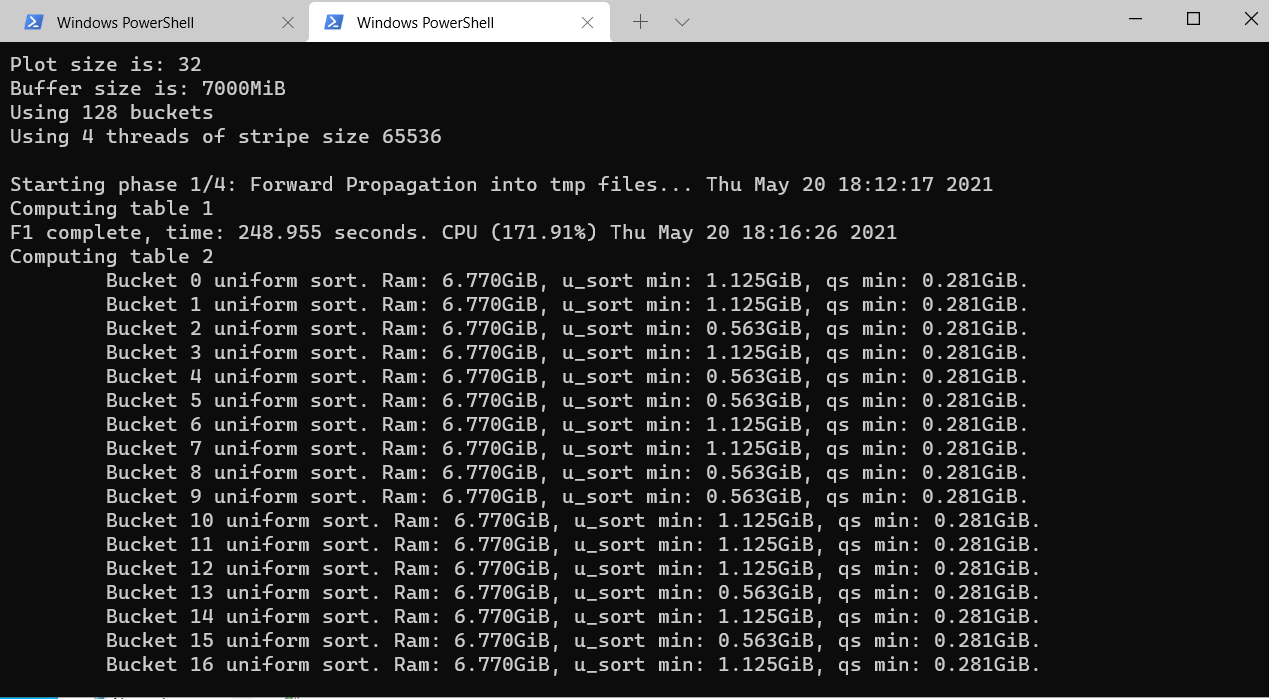 Windows PowerShell
Windows PowerShell
Plot size is: 32
Buffer size is: 7000MiB
Using 128 buckets
Using 4 threads of stripe size 65536
Starting phase 1/4: Forward Propagation into tmp files... Thu May 20 18:12:17 2021
Computing table 1
F1 complete, time: 248.955 seconds. CPU (171.91%) Thu May 20 18:16:26 2021
Computing table 2
Bucket 0 uniform sort. Ram: 6.770GiB, u_sort min: 1.125GiB, qs min: 0.281GiB.
Bucket 1 uniform sort. Ram: 6.770GiB, u_sort min: 1.125GiB, qs min: 0.281GiB.
Bucket 2 uniform sort. Ram: 6.770GiB, u_sort min: 0.563GiB, qs min: 0.281GiB.
Bucket 3 uniform sort. Ram: 6.770GiB, u_sort min: 1.125GiB, qs min: 0.281GiB.
Bucket 4 uniform sort. Ram: 6.770GiB, u_sort min: 0.563GiB, qs min: 0.281GiB.
Bucket 5 uniform sort. Ram: 6.770GiB, u_sort min: 0.563GiB, qs min: 0.281GiB.
Bucket 6 uniform sort. Ram: 6.770GiB, u_sort min: 1.125GiB, qs min: 0.281GiB.
Bucket 7 uniform sort. Ram: 6.770GiB, u_sort min: 1.125GiB, qs min: 0.281GiB.
Bucket 8 uniform sort. Ram: 6.770GiB, u_sort min: 0.563GiB, qs min: 0.281GiB.
Bucket 9 uniform sort. Ram: 6.770GiB, u_sort min: 0.563GiB, qs min: 0.281GiB.
Bucket 10 uniform sort. Ram: 6.770GiB, u_sort min: 1.125GiB, qs min: 0.281GiB.
Bucket 11 uniform sort. Ram: 6.770GiB, u_sort min: 1.125GiB, qs min: 0.281GiB.
Bucket 12 uniform sort. Ram: 6.770GiB, u_sort min: 1.125GiB, qs min: 0.281GiB.
Bucket 13 uniform sort. Ram: 6.770GiB, u_sort min: 0.563GiB, qs min: 0.281GiB.
Bucket 14 uniform sort. Ram: 6.770GiB, u_sort min: 1.125GiB, qs min: 0.281GiB.
Bucket 15 uniform sort. Ram: 6.770GiB, u_sort min: 0.563GiB, qs min: 0.281GiB.
Bucket 16 uniform sort. Ram: 6.770GiB, u_sort min: 1.125GiB, qs min: 0.281GiB.